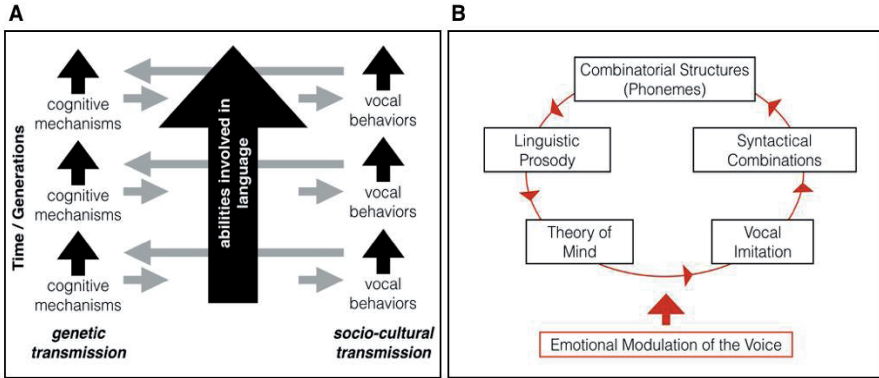 A
Time / Generations
cognitive
mechanisms
cognitive
mechanisms
cognitive
mechanisms
genetic
transmission
abilities involved in
language
vocal
behaviors
vocal
behaviors
vocal
behaviors
socio-cultural
transmission
B
Combinatorial Structures
(Phonemes)
Linguistic
Prosody
Syntactical
Combinations
Theory of
Mind
Vocal
Imitation
Emotional Modulation of the Voice